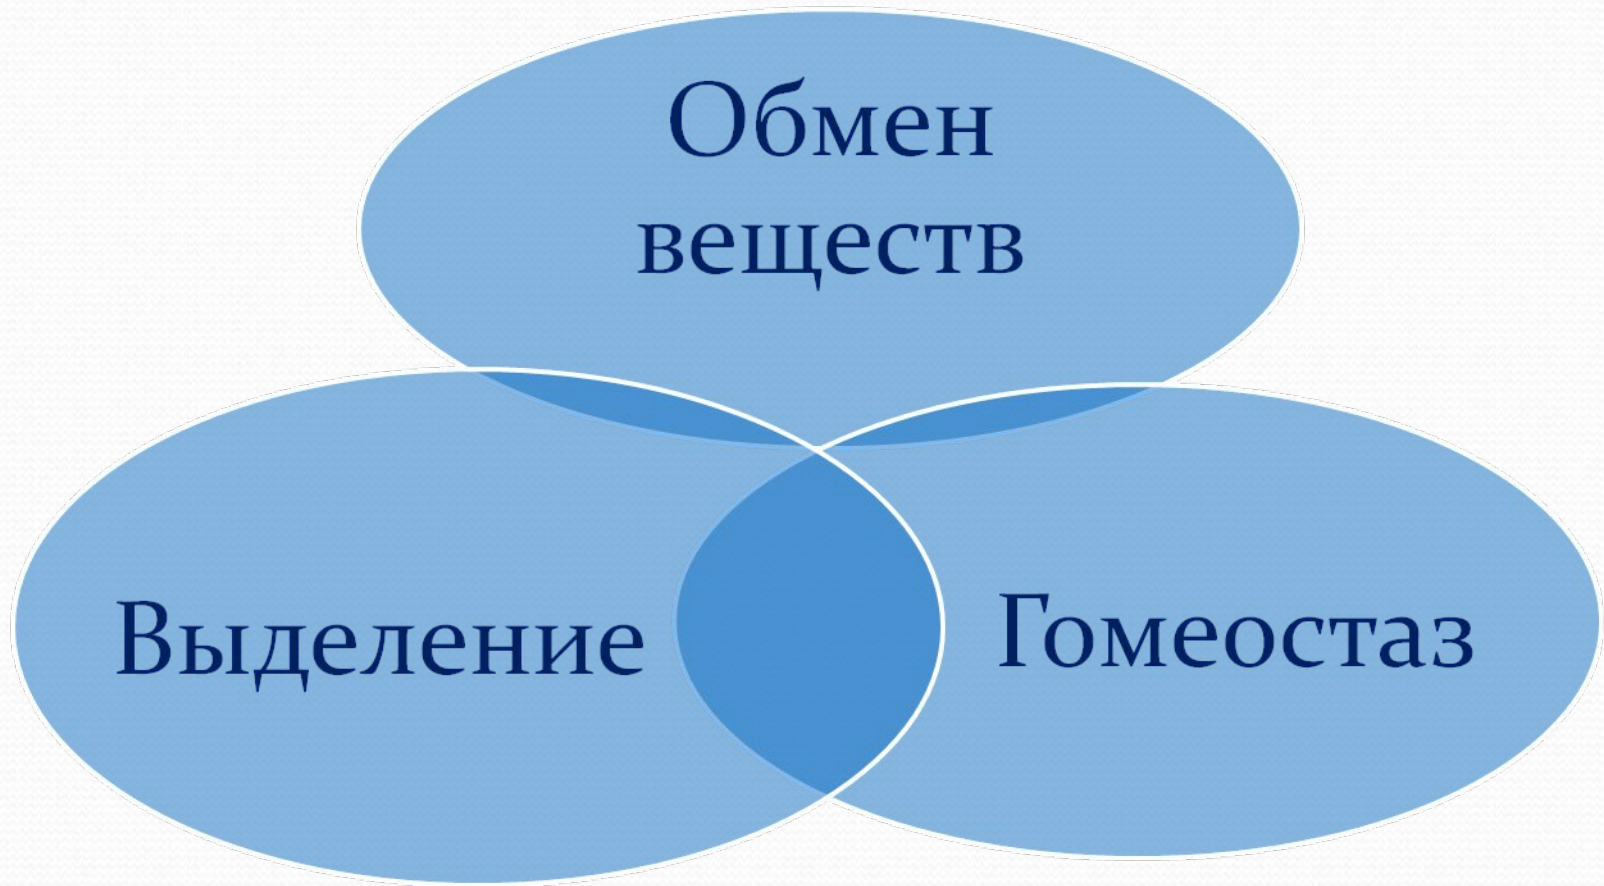 Обмен
веществ
Выделение
Гомеостаз